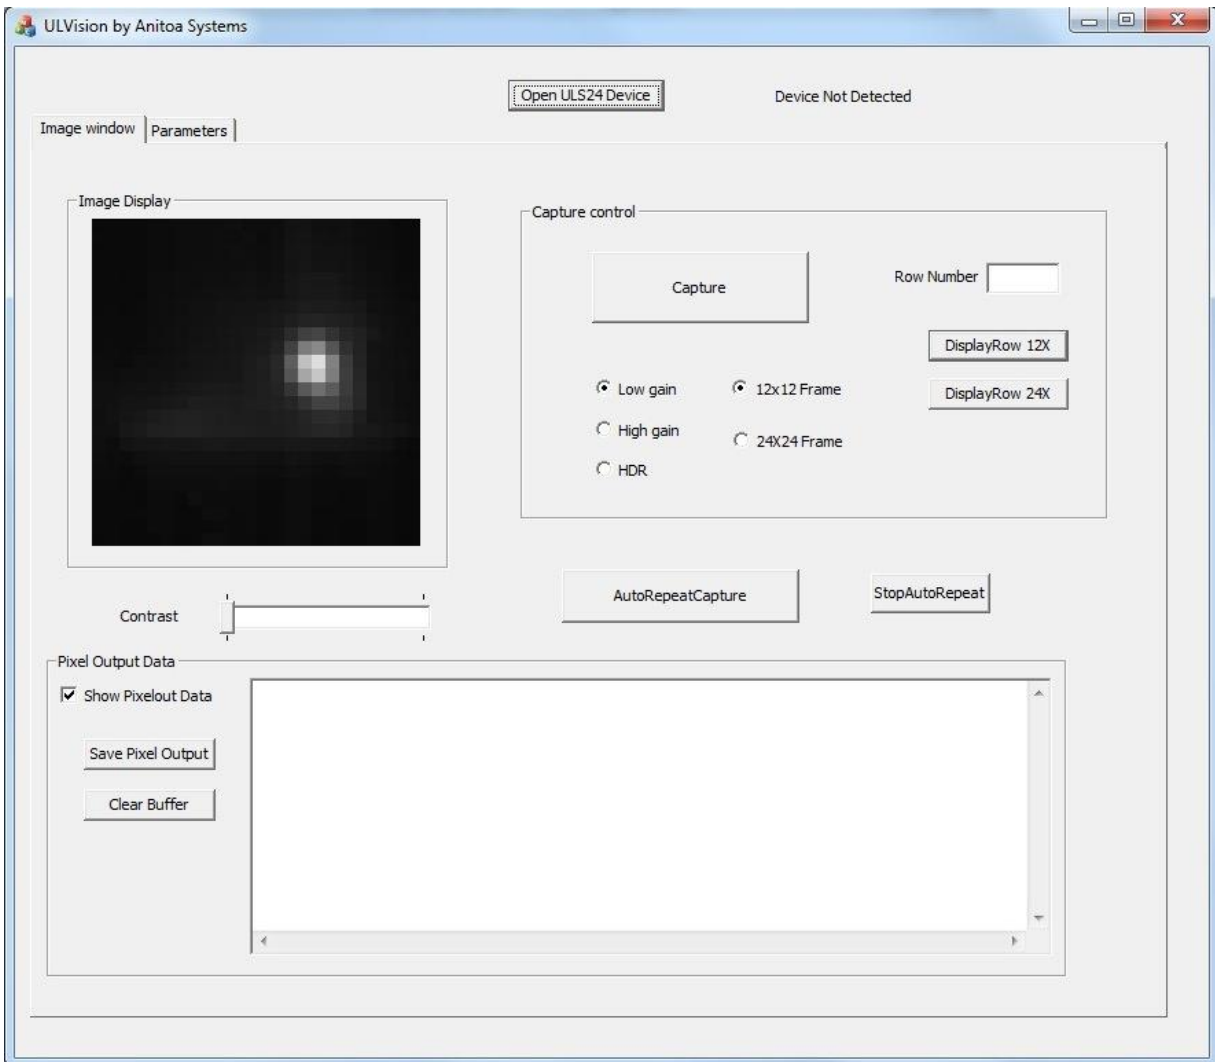 ULVision by Anitoa Systems
Open ULS24 Device
Device Not Detected
Image window
Parameters
Image Display
Capture control
Capture
Row Number
DisplayRow 12X
DisplayRow 24X
Low gain
12x12 Frame
High gain
24X24 Frame
HDR
AutoRepeatCapture
StopAutoRepeat
Contrast
Pixel Output Data
Show Pixelout Data
Save Pixel Output
Clear Buffer